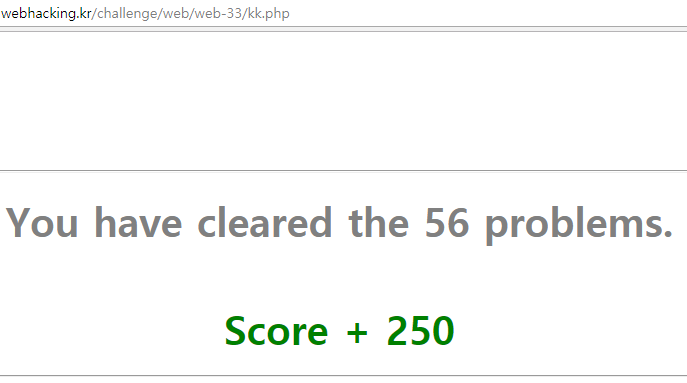 webhacking.kr/challenge/web/web-33/kk.php
You have cleared the 56 problems.
Score + 250